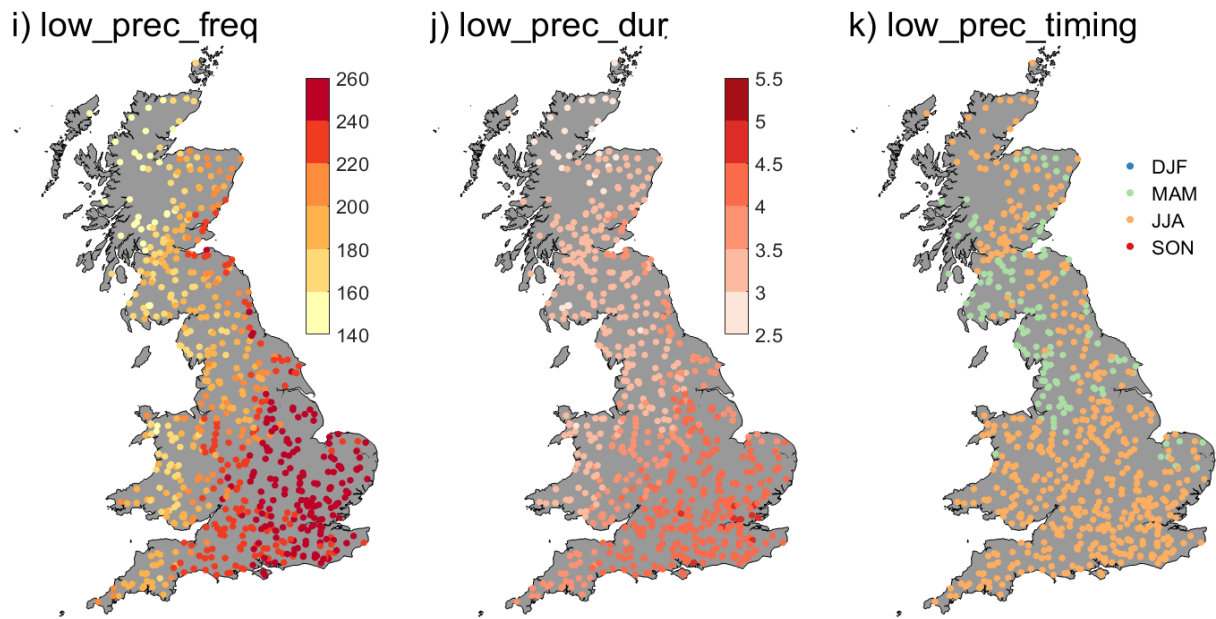 i) low_prec_freq
260
240
220
200
180
160
140
j) low_prec_dur
5.5
5
4.5
4
3.5
3
2.5
k) low_prec_timing
DJF
MAM
JJA
SON